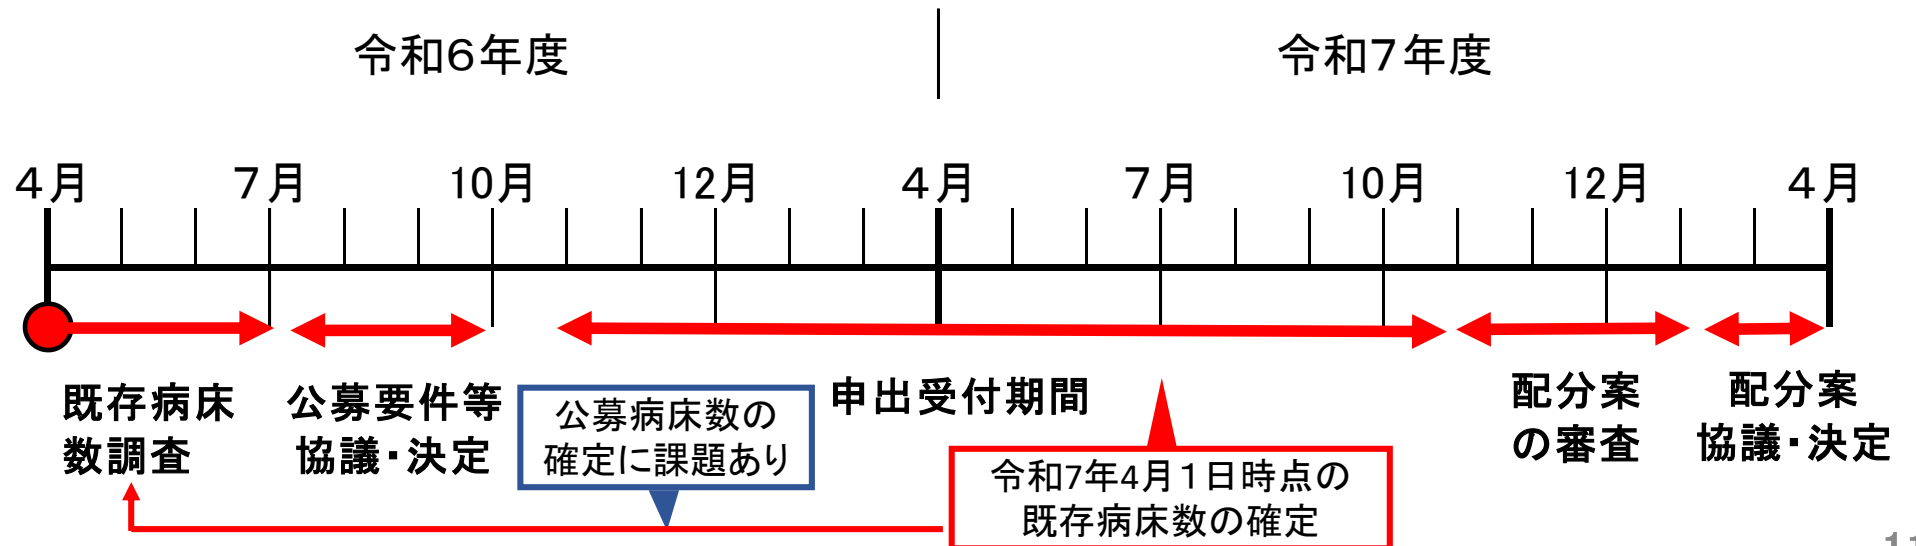 令和６年度
令和７年度
４月
７月
10月
12月
４月
７月
10月
12月
４月
既存病床
数調査
公募要件等
協議・決定
公募病床数の
確定に課題あり
申出受付期間
令和7年4月１日時点の
既存病床数の確定
配分案
の審査
配分案
協議・決定
11